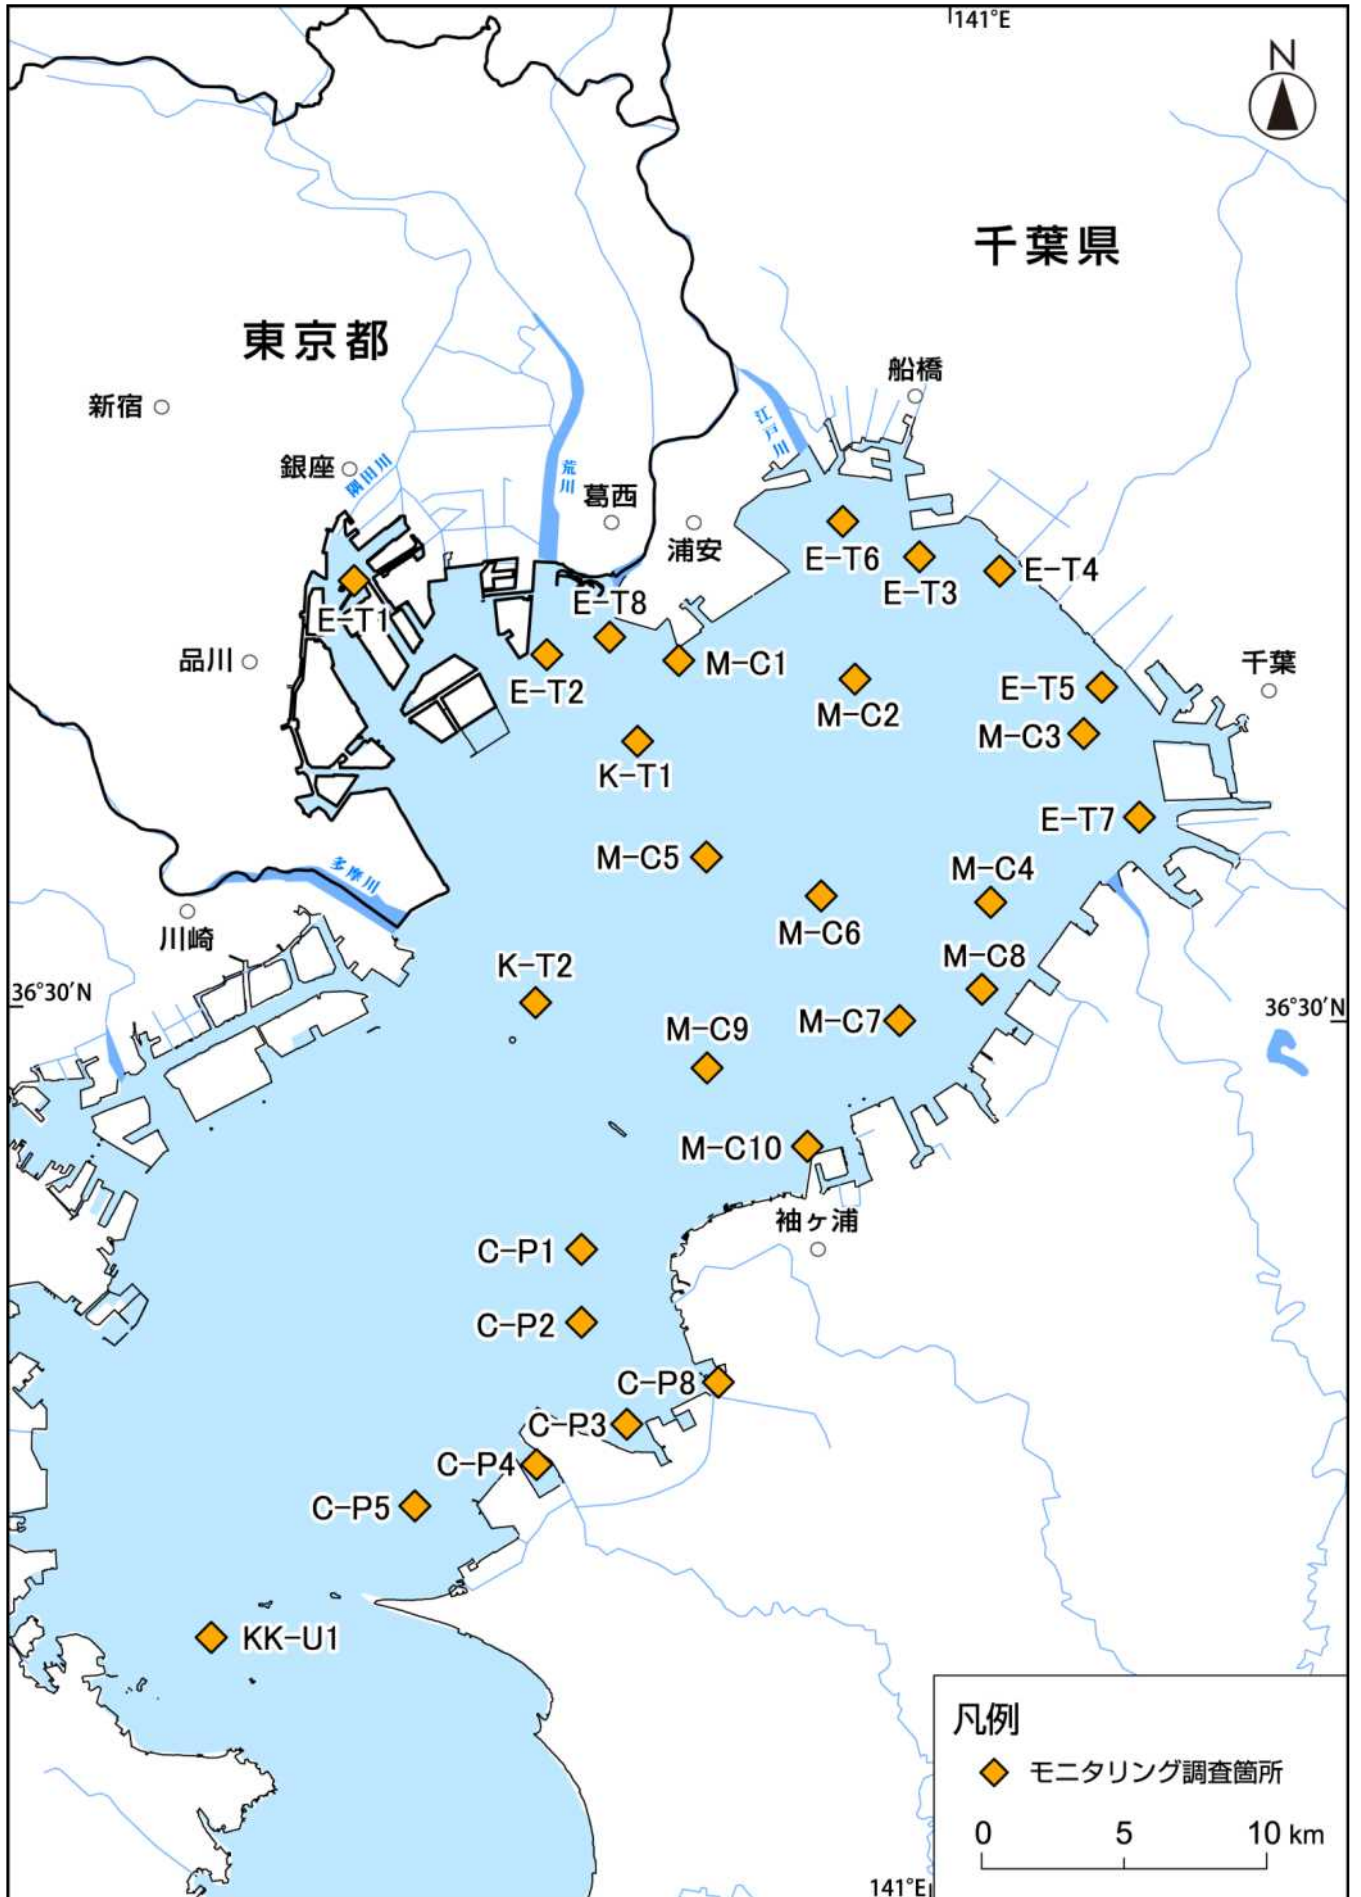 141°E
N
千葉県
東京都
船橋
新宿
江戸川
銀座
隅田川
荒川
葛西
浦安
E-T6
E-T3
E-T4
E-T8
E-T1
品川
M-C1
千葉
E-T2
M-C2
E-T5
M-C3
K-T1
E-T7
M-C5
多摩川
M-C4
川崎
M-C6
M-C8
K-T2
36°30′N
36°30′N
M-C7
M-C9
M-C10
袖ヶ浦
C-P1
C-P2
C-P8
C-P3
C-P4
C-P5
KK-U1
凡例
モニタリング調査箇所
0 5 10 km
141°E